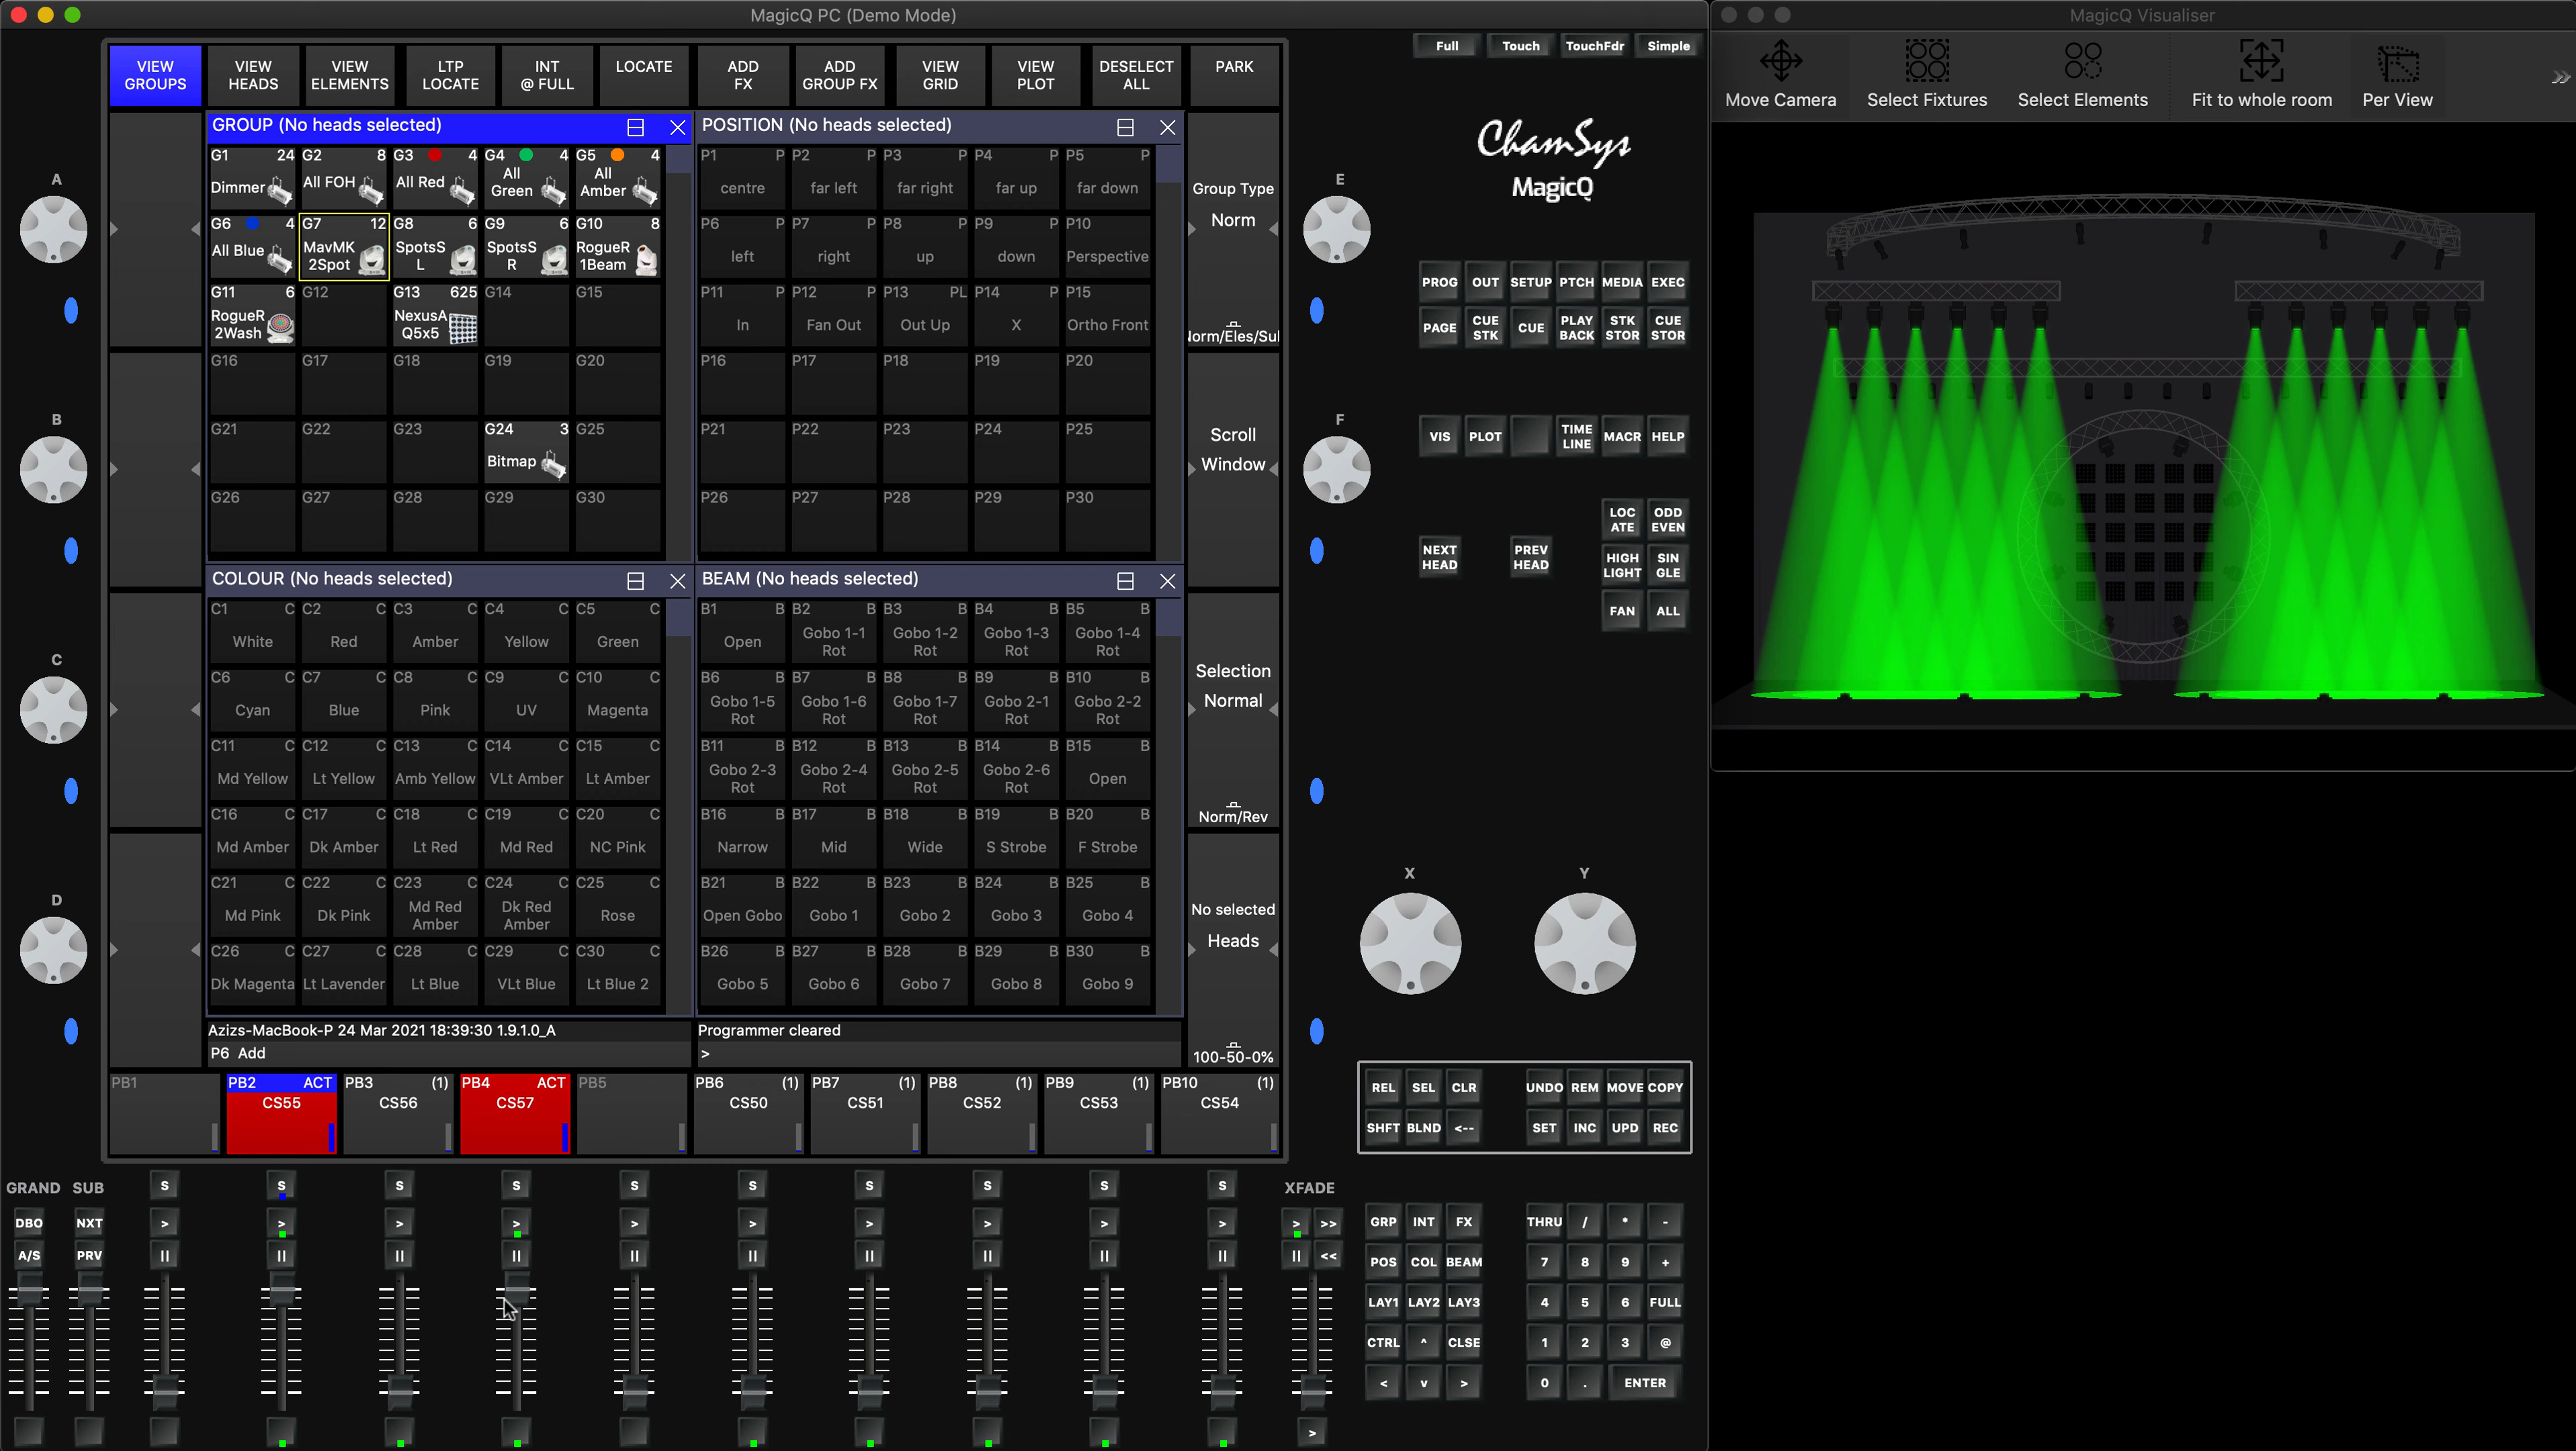 MagicQ PC (Demo Mode)
MagicQ Visualiser
Full Touch TouchFdr Simple
VIEW GROUPS
VIEW HEADS
VIEW ELEMENTS
LTP LOCATE
INT @ FULL
LOCATE
ADD FX
ADD GROUP FX
VIEW GRID
VIEW PLOT
DESELECT ALL
PARK
Move Camera Select Fixtures Select Elements Fit to whole room Per View
GROUP (No heads selected)
G1 24 Dimmer
G2 8 All FOH
G3 4 All Red
G4 4 All Green
G5 4 All Amber
G6 4 All Blue
G7 12 MavMK 2Spot
G8 6 SpotsS L
G9 6 SpotsS R
G10 8 RogueR 1Beam
G11 6 RogueR 2Wash
G12
G13 625 NexusA Q5x5
G14
G15
G16 G17 G18 G19 G20
G21 G22 G23
G24 3 Bitmap
G25
G26 G27 G28 G29 G30
POSITION (No heads selected)
P1 P centre
P2 P far left
P3 P far right
P4 P far up
P5 P far down
P6 P left
P7 P right
P8 P up
P9 P down
P10 P Perspective
P11 P In
P12 P Fan Out
P13 PL Out Up
P14 P X
P15 P Ortho Front
P16 P17 P18 P19 P20
P21 P22 P23 P24 P25
P26 P27 P28 P29 P30
COLOUR (No heads selected)
C1 C White
C2 C Red
C3 C Amber
C4 C Yellow
C5 C Green
C6 C Cyan
C7 C Blue
C8 C Pink
C9 C UV
C10 C Magenta
C11 C Md Yellow
C12 C Lt Yellow
C13 C Amb Yellow
C14 C VLt Amber
C15 C Lt Amber
C16 C Md Amber
C17 C Dk Amber
C18 C Lt Red
C19 C Md Red
C20 C NC Pink
C21 C Md Pink
C22 C Dk Pink
C23 C Md Red Amber
C24 C Dk Red Amber
C25 C Rose
C26 C Dk Magenta
C27 C Lt Lavender
C28 C Lt Blue
C29 C VLt Blue
C30 C Lt Blue 2
BEAM (No heads selected)
B1 B Open
B2 B Gobo 1-1 Rot
B3 B Gobo 1-2 Rot
B4 B Gobo 1-3 Rot
B5 B Gobo 1-4 Rot
B6 B Gobo 1-5 Rot
B7 B Gobo 1-6 Rot
B8 B Gobo 1-7 Rot
B9 B Gobo 2-1 Rot
B10 B Gobo 2-2 Rot
B11 B Gobo 2-3 Rot
B12 B Gobo 2-4 Rot
B13 B Gobo 2-5 Rot
B14 B Gobo 2-6 Rot
B15 B Open
B16 B Narrow
B17 B Mid
B18 B Wide
B19 B S Strobe
B20 B F Strobe
B21 B Open Gobo
B22 B Gobo 1
B23 B Gobo 2
B24 B Gobo 3
B25 B Gobo 4
B26 B Gobo 5
B27 B Gobo 6
B28 B Gobo 7
B29 B Gobo 8
B30 B Gobo 9
Group Type
Norm
Norm/Eles/Sul
Scroll
Window
Selection
Normal
Norm/Rev
No selected
Heads
100-50-0%
Azizs-MacBook-P 24 Mar 2021 18:39:30 1.9.1.0_A
P6 Add
Programmer cleared
>
PB1
PB2 ACT CS55
PB3 (1) CS56
PB4 ACT CS57
PB5
PB6 (1) CS50
PB7 (1) CS51
PB8 (1) CS52
PB9 (1) CS53
PB10 (1) CS54
A
B
C
D
E
F
X Y
ChamSys
MagicQ
PROG OUT SETUP PTCH MEDIA EXEC
PAGE CUE STK CUE PLAY BACK STK STOR CUE STOR
VIS PLOT TIME LINE MACR HELP
LOC ATE ODD EVEN
NEXT HEAD PREV HEAD HIGH LIGHT SIN GLE
FAN ALL
REL SEL CLR UNDO REM MOVE COPY
SHFT BLND <-- SET INC UPD REC
GRAND SUB XFADE
S S S S S S S S S S
DBO NXT > > > > > > > > > > > >>
A/S PRV II II II II II II II II II II II <<
>
GRP INT FX THRU / * -
POS COL BEAM 7 8 9 +
LAY1 LAY2 LAY3 4 5 6 FULL
CTRL ^ CLSE 1 2 3 @
< v > 0 . ENTER